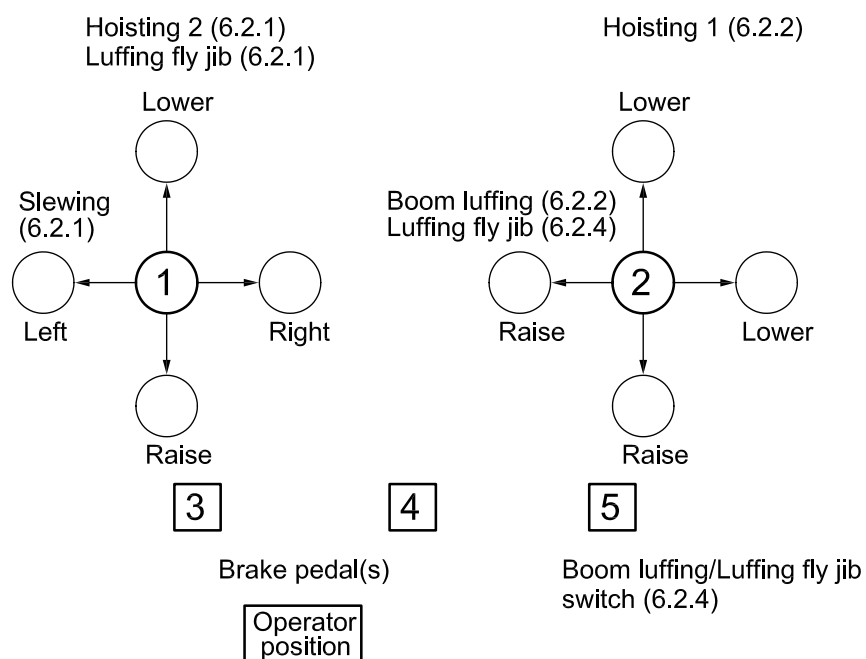 Hoisting 2 (6.2.1)
Luffing fly jib (6.2.1)
Lower
Slewing
(6.2.1)
1
Left
Right
Raise
Hoisting 1 (6.2.2)
Lower
Boom luffing (6.2.2)
Luffing fly jib (6.2.4)
2
Raise
Lower
Raise
3
4
5
Brake pedal(s)
Boom luffing/Luffing fly jib
switch (6.2.4)
Operator
position